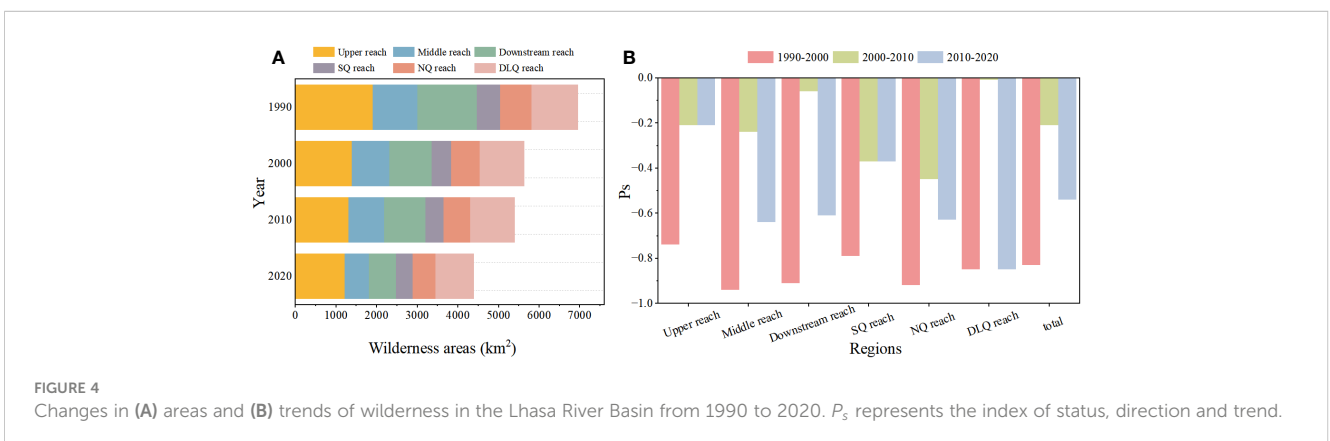 A
Upper reach Middle reach Downstream reach
SQ reach NQ reach DLQ reach
Year
1990
2000
2010
2020
0 1000 2000 3000 4000 5000 6000 7000
Wilderness areas (km²)
B
1990-2000 2000-2010 2010-2020
Ps
0.0
−0.2
−0.4
−0.6
−0.8
−1.0
Upper reach Middle reach Downstream reach SQ reach NQ reach DLQ reach total
Regions
FIGURE 4
Changes in (A) areas and (B) trends of wilderness in the Lhasa River Basin from 1990 to 2020. Ps represents the index of status, direction and trend.